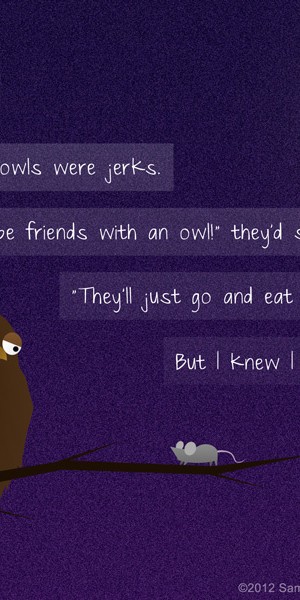 owls were jerks.
be friends with an owl!" they'd s
"They'll just go and eat
But I knew I
©2012 Sam